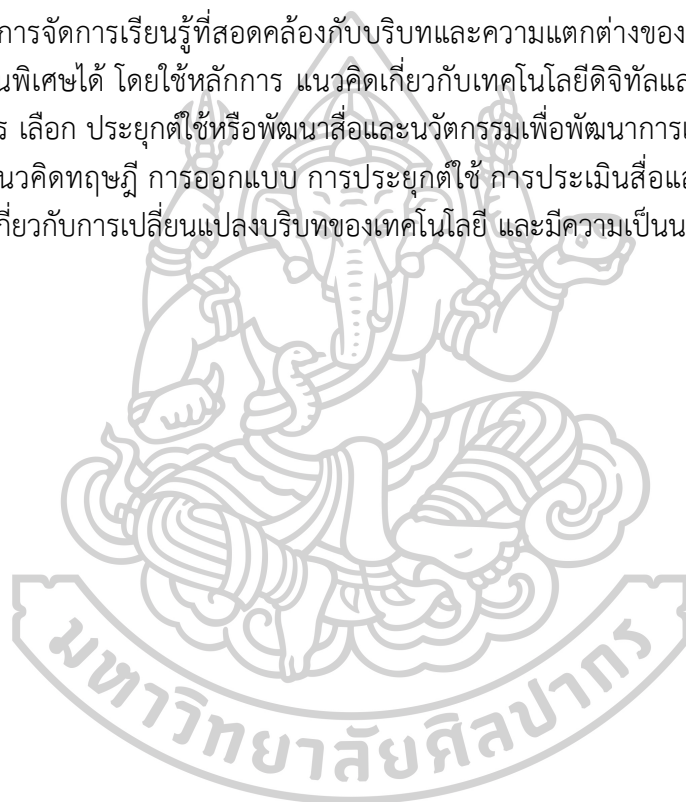 การจัดการเรียนรู้ที่สอดคล้องกับบริบทและความแตกต่างของ
นพิเศษได้ โดยใช้หลักการ แนวคิดเกี่ยวกับเทคโนโลยีดิจิทัลและ
ร เลือก ประยุกต์ใช้หรือพัฒนาสื่อและนวัตกรรมเพื่อพัฒนาการเ
นวคิดทฤษฎี การออกแบบ การประยุกต์ใช้ การประเมินสื่อแล
กี่ยวกับการเปลี่ยนแปลงบริบทของเทคโนโลยี และมีความเป็นน
มหาวิทยาลัยศิลปากร